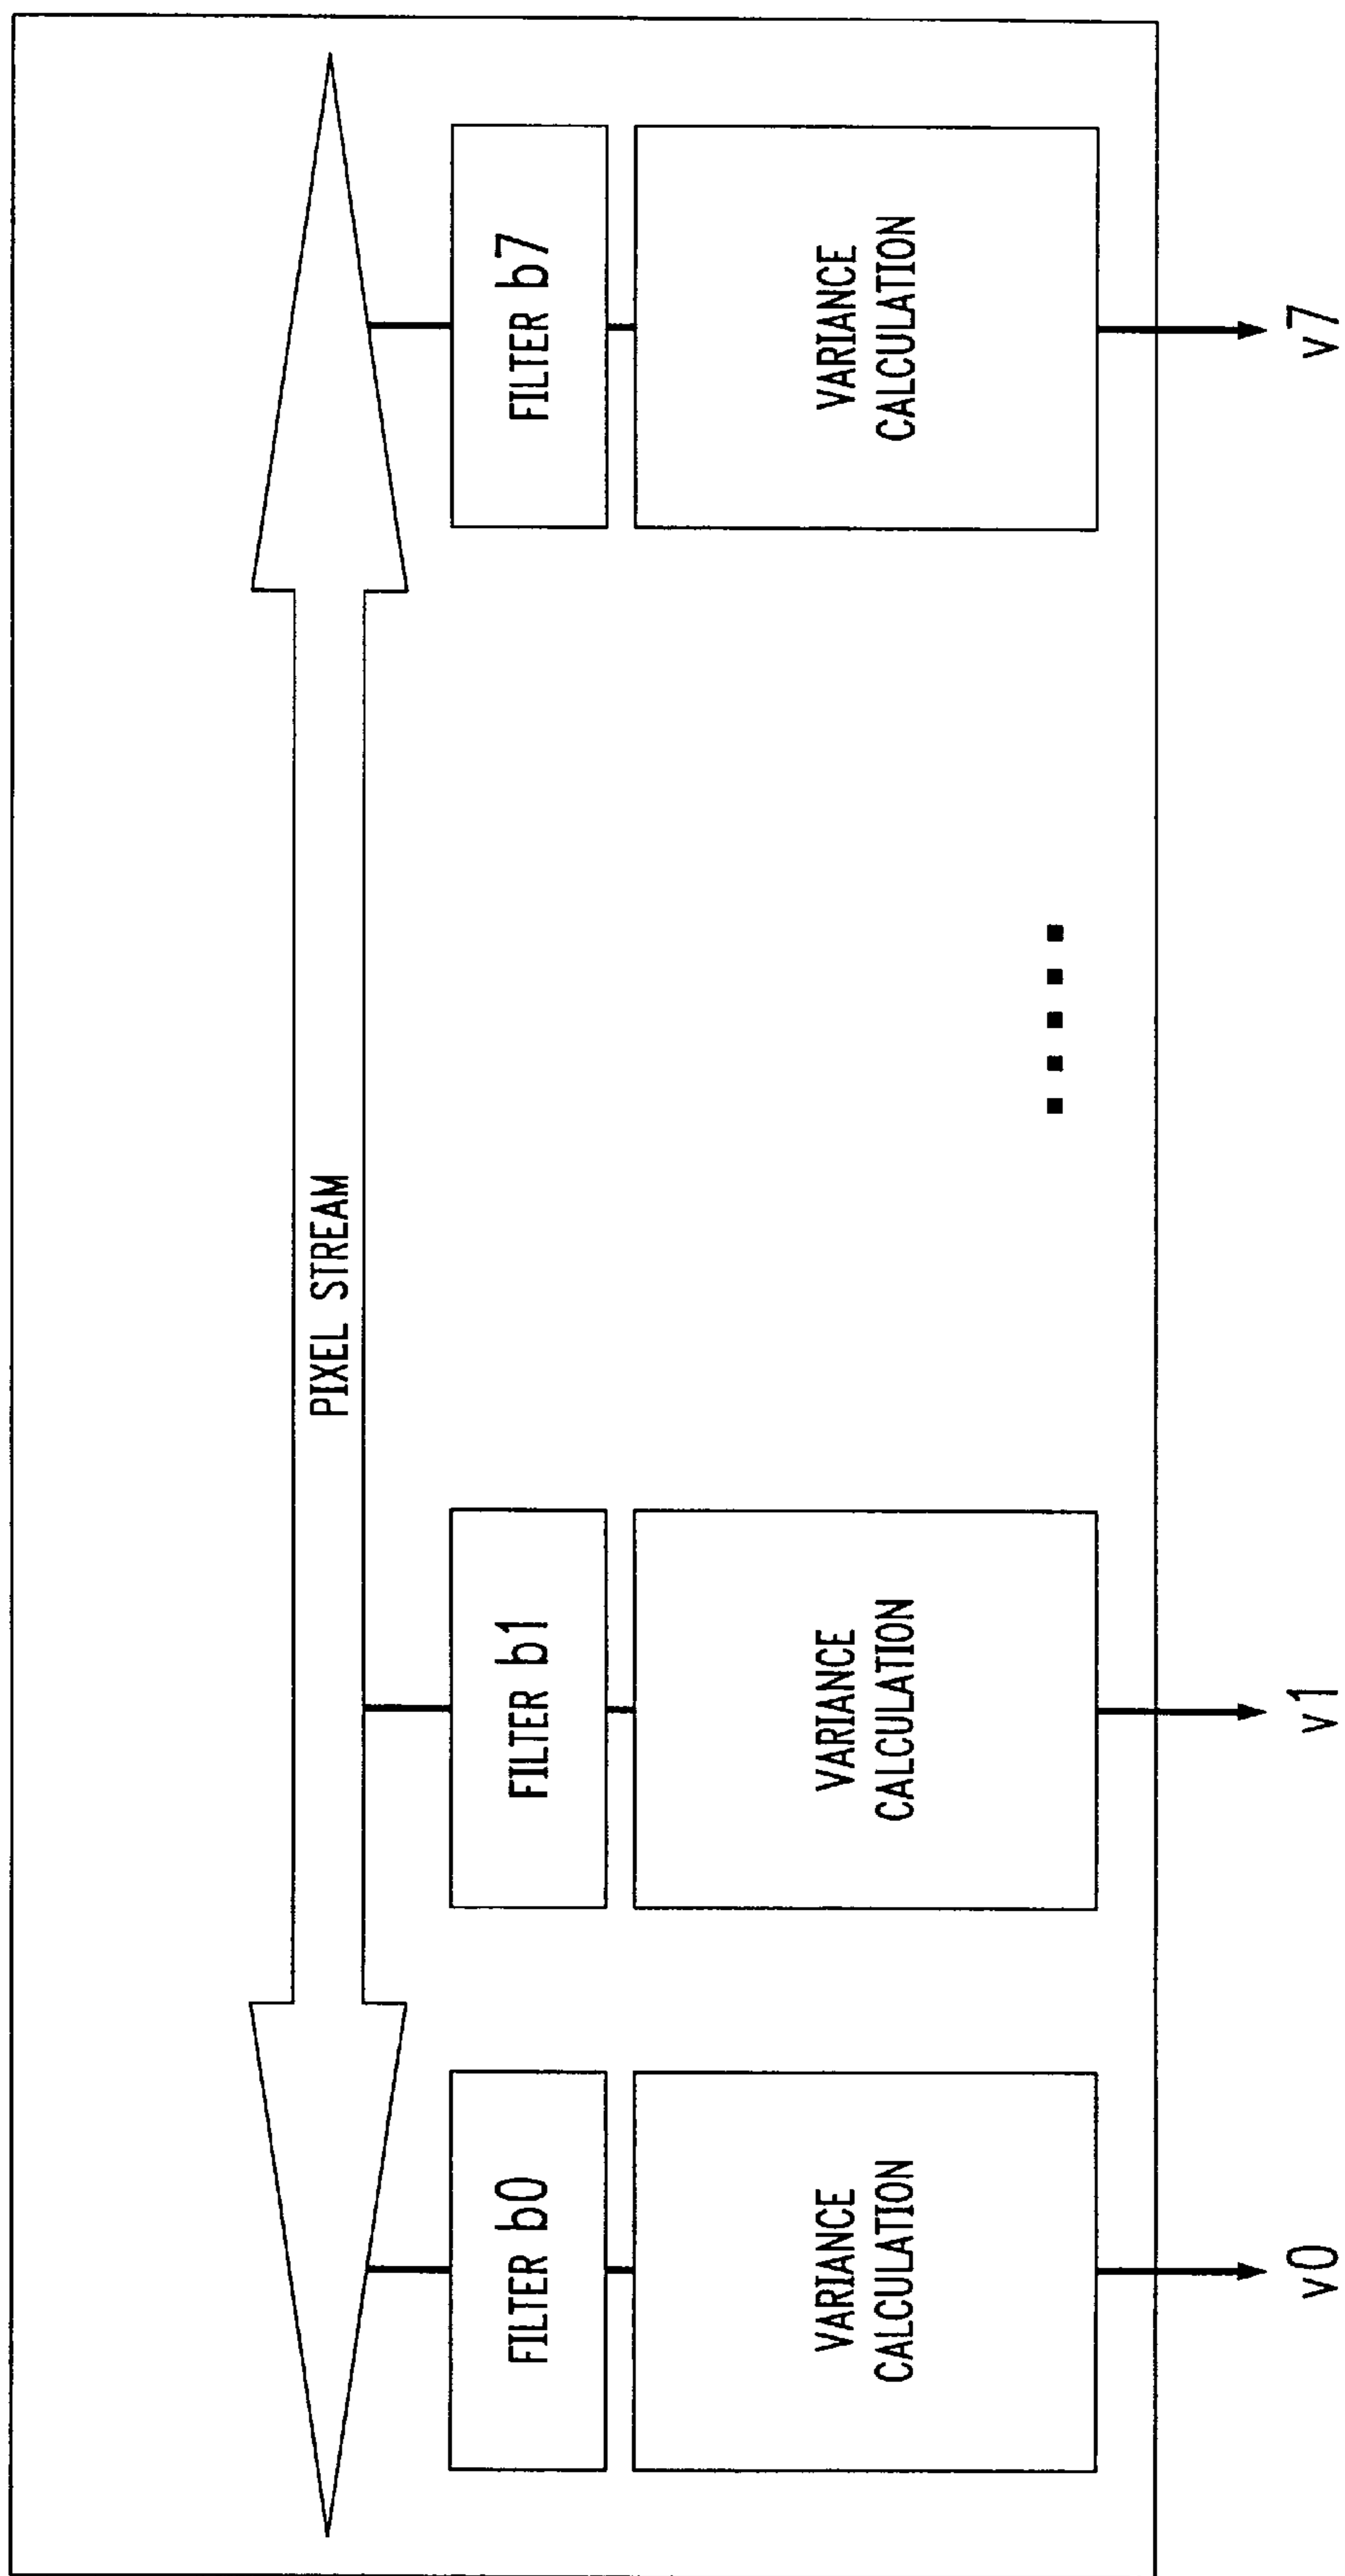 PIXEL STREAM
FILTER b0
FILTER b1
FILTER b7
VARIANCE
CALCULATION
VARIANCE
CALCULATION
VARIANCE
CALCULATION
v0
v1
v7